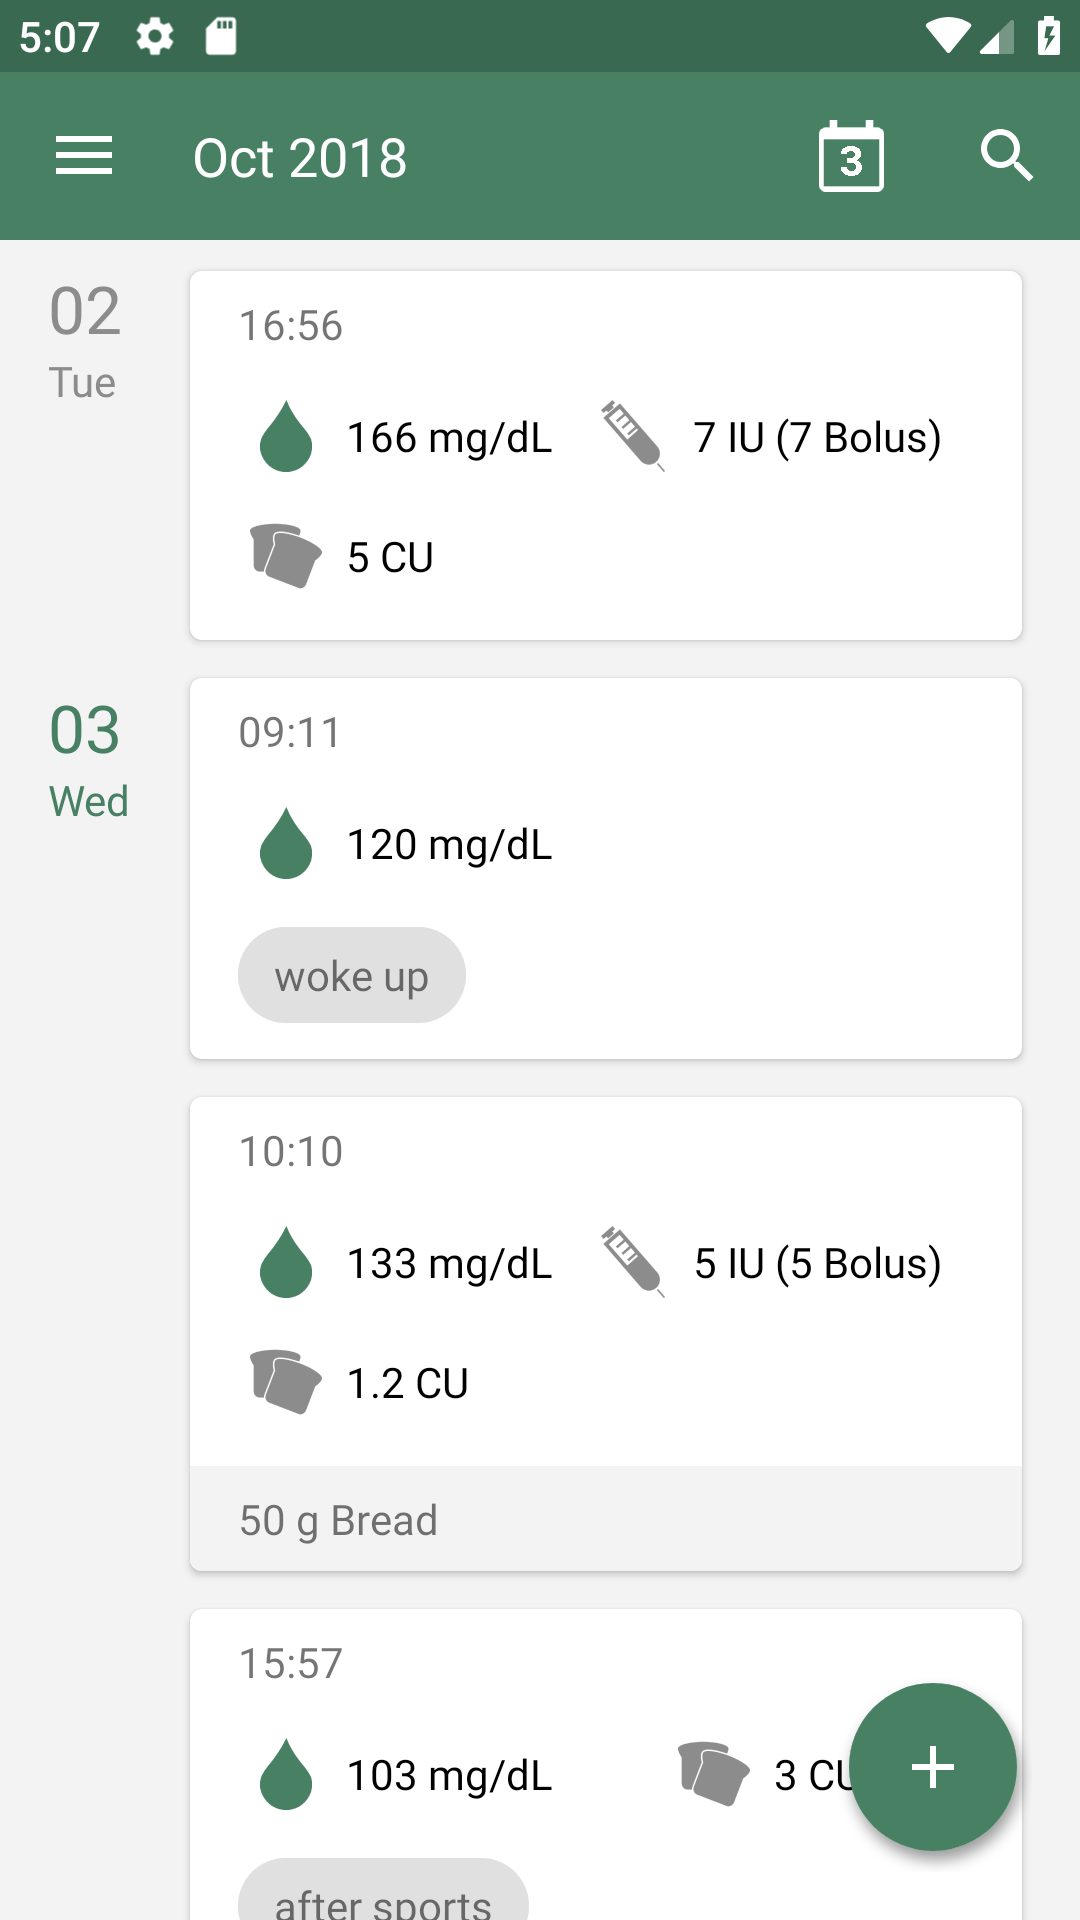 5:07
Oct 2018
3
02
Tue
16:56
166 mg/dL
7 IU (7 Bolus)
5 CU
03
Wed
09:11
120 mg/dL
woke up
10:10
133 mg/dL
5 IU (5 Bolus)
1.2 CU
50 g Bread
15:57
103 mg/dL
3 CU
after sports